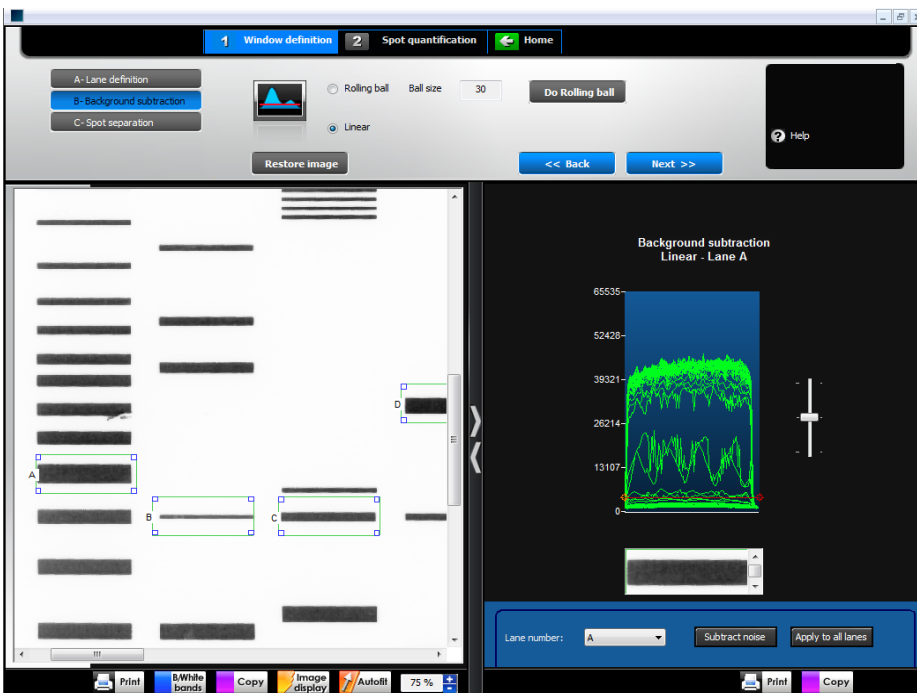 1 Window definition 2 Spot quantification Home
A- Lane definition
B- Background subtraction
C- Spot separation
Rolling ball Ball size 30 Do Rolling ball
Linear
Restore image << Back Next >>
? Help
Background subtraction
Linear - Lane A
65535-
52428-
39321-
26214-
13107-
0-
D
A
B
C
Lane number: A Subtract noise Apply to all lanes
Print B/White bands Copy Image display Autofit 75 % + -
Print Copy